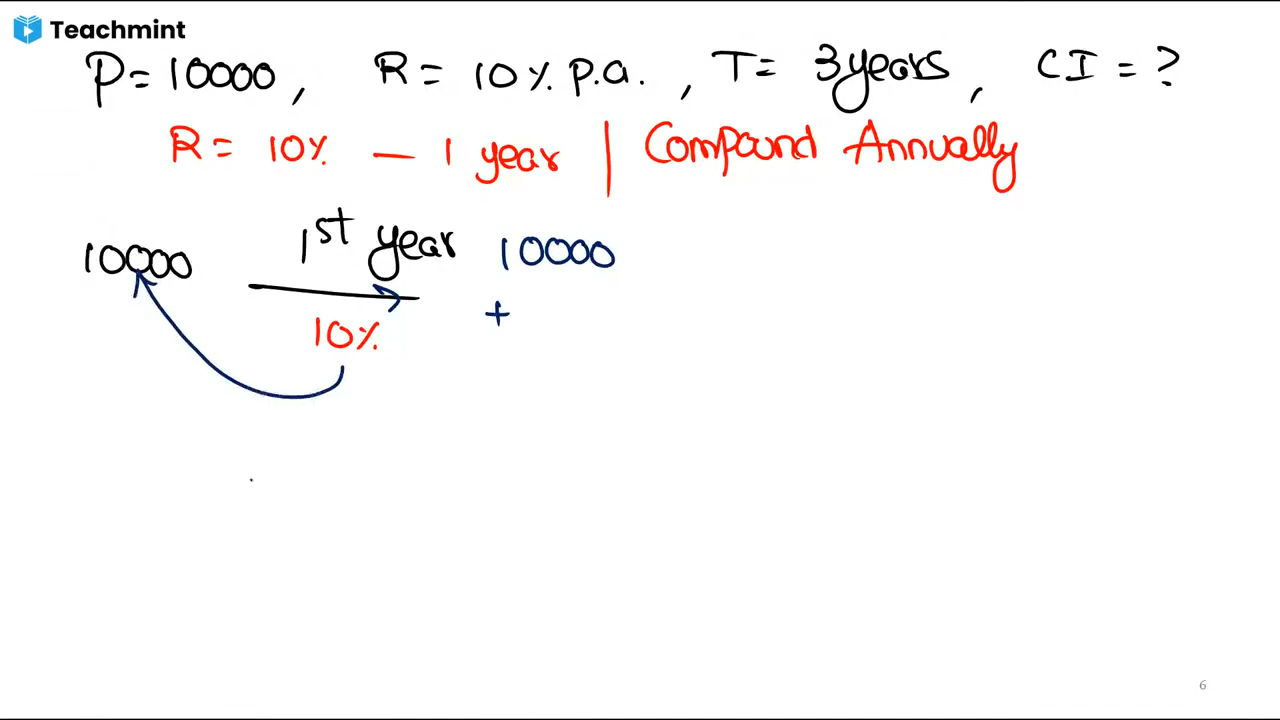 Teachmint
P = 10000, R = 10% p.a., T = 3 years, CI = ?
R = 10% — 1 year | Compound Annually
10000 1st year 10000
10% +
6